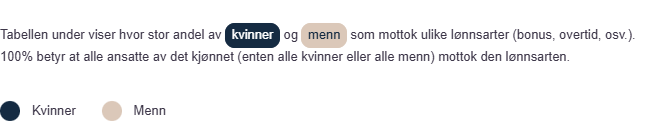 Tabellen under viser hvor stor andel av kvinner og menn som mottok ulike lønnsarter (bonus, overtid, osv.).
100% betyr at alle ansatte av det kjønnet (enten alle kvinner eller alle menn) mottok den lønnsarten.
Kvinner Menn